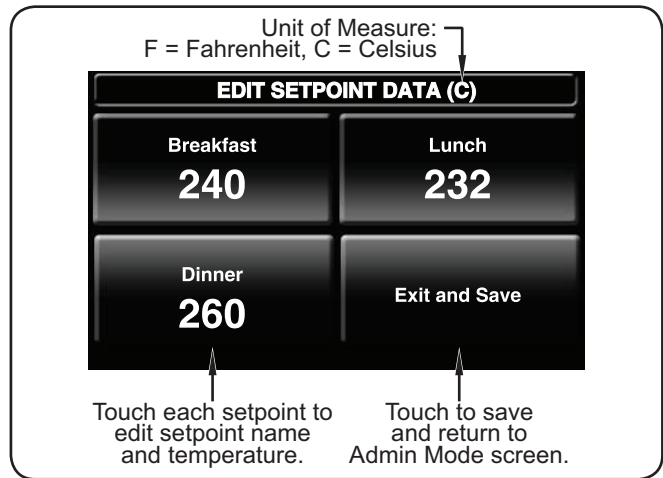 Unit of Measure:
F = Fahrenheit, C = Celsius
EDIT SETPOINT DATA (C)
Breakfast
240
Lunch
232
Dinner
260
Exit and Save
Touch each setpoint to
edit setpoint name
and temperature.
Touch to save
and return to
Admin Mode screen.